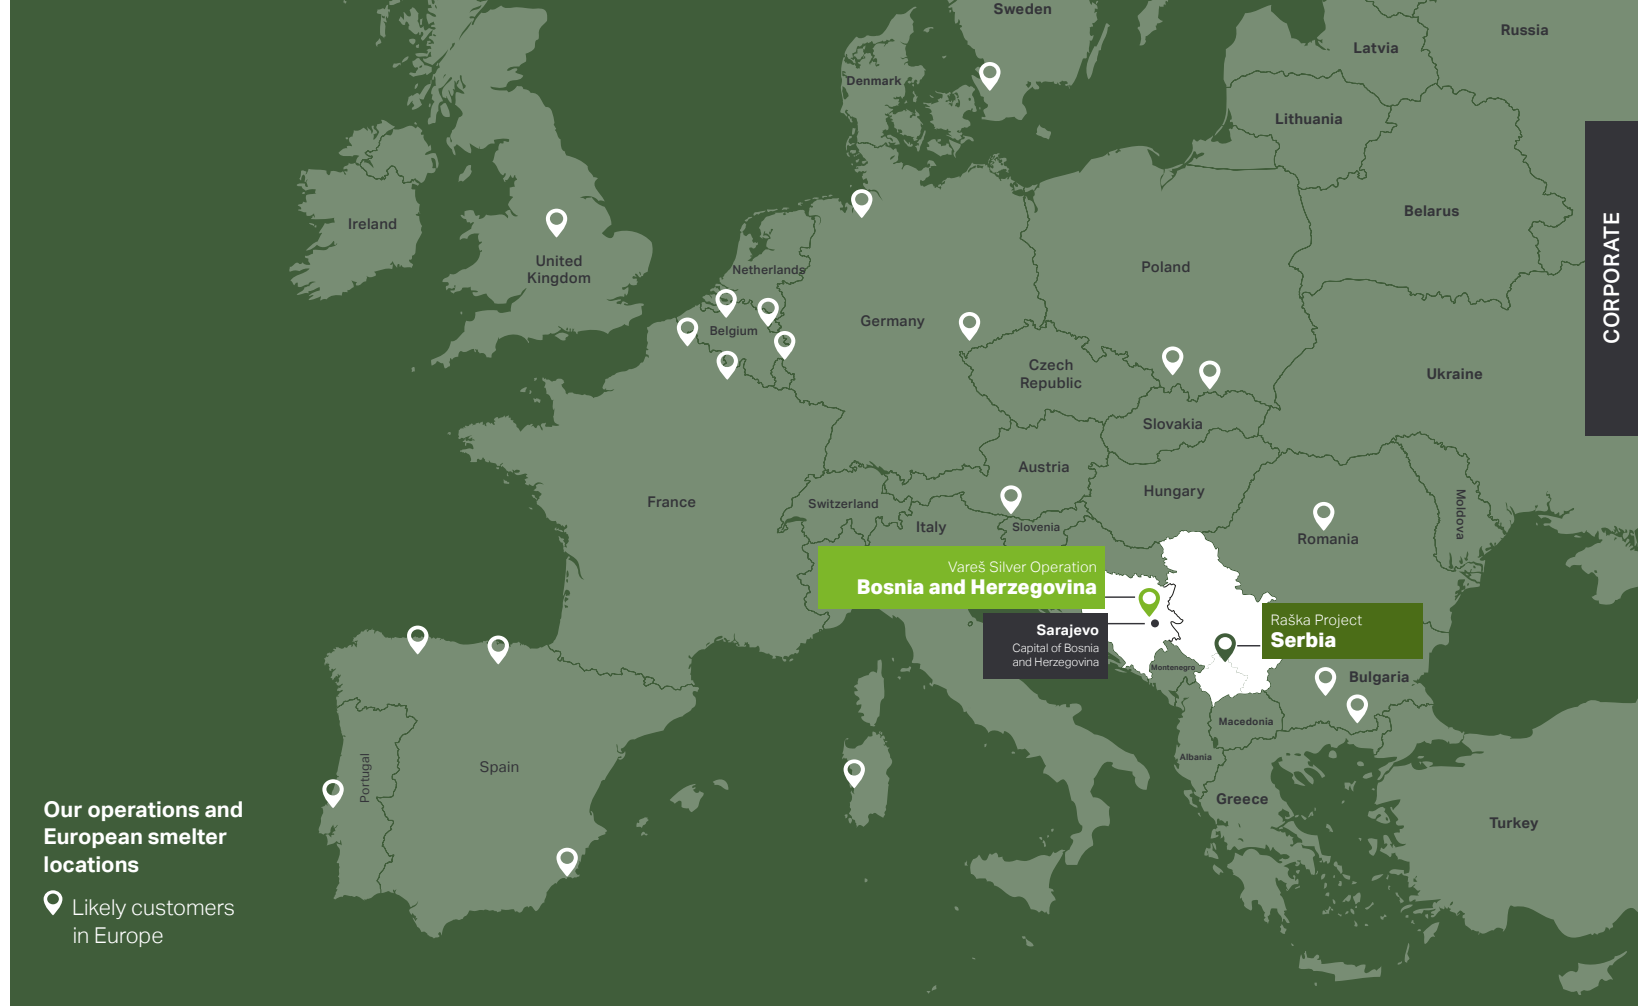 Sweden
Russia
Latvia
Denmark
Lithuania
Belarus
CORPORATE
Ireland
United
Kingdom
Netherlands
Poland
Belgium
Germany
Czech
Republic
Ukraine
Slovakia
Austria
Hungary
Moldova
France
Switzerland
Italy
Slovenia
Romania
Vareš Silver Operation
Bosnia and Herzegovina
Sarajevo
Capital of Bosnia
and Herzegovina
Raška Project
Serbia
Montenegro
Bulgaria
Macedonia
Albania
Portugal
Spain
Greece
Turkey
Our operations and
European smelter
locations
Likely customers
in Europe